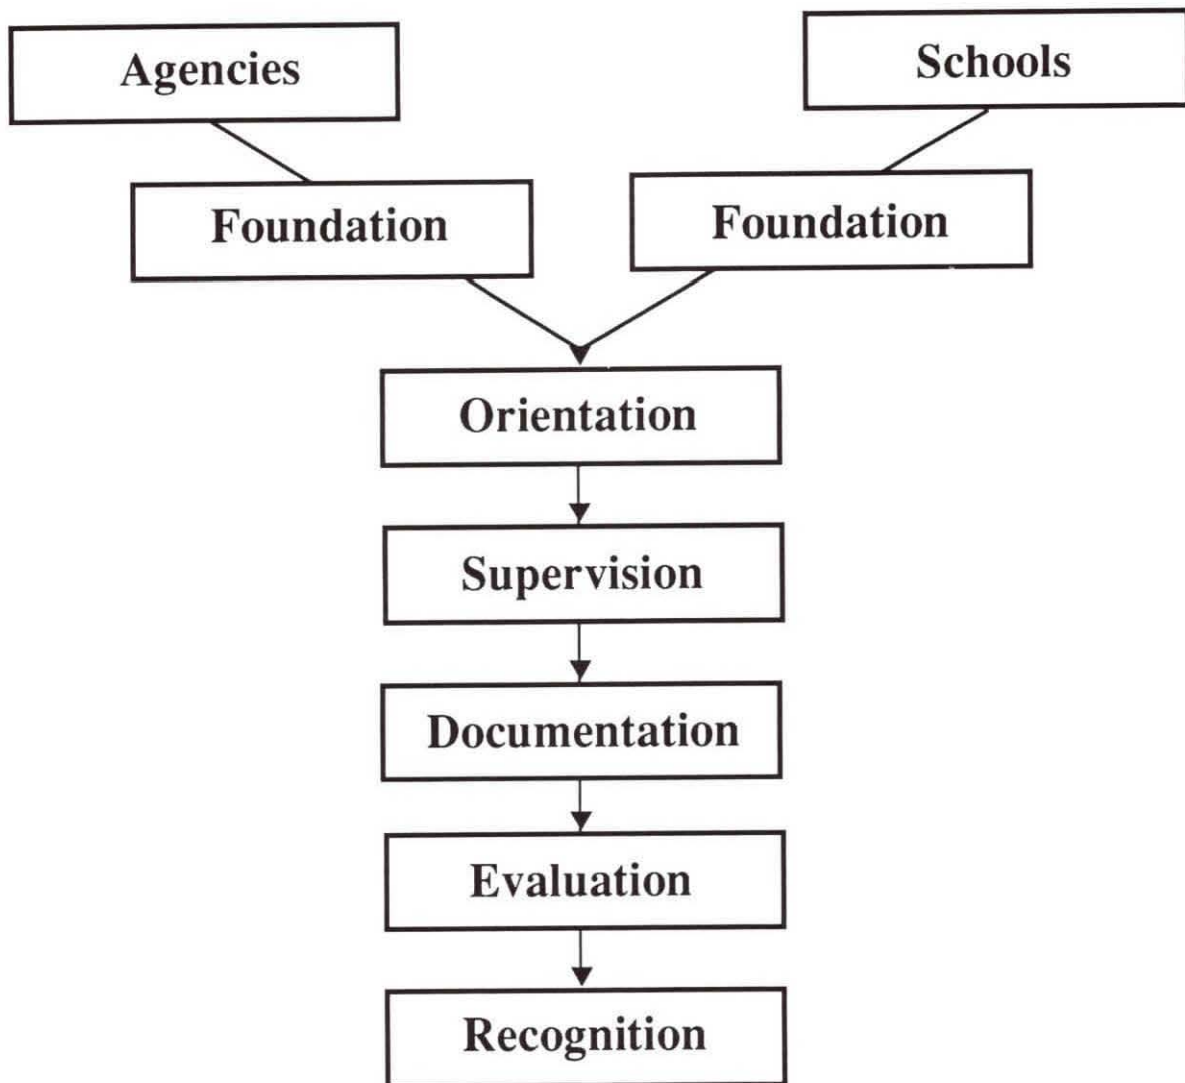 Agencies
Schools
Foundation
Foundation
Orientation
Supervision
Documentation
Evaluation
Recognition